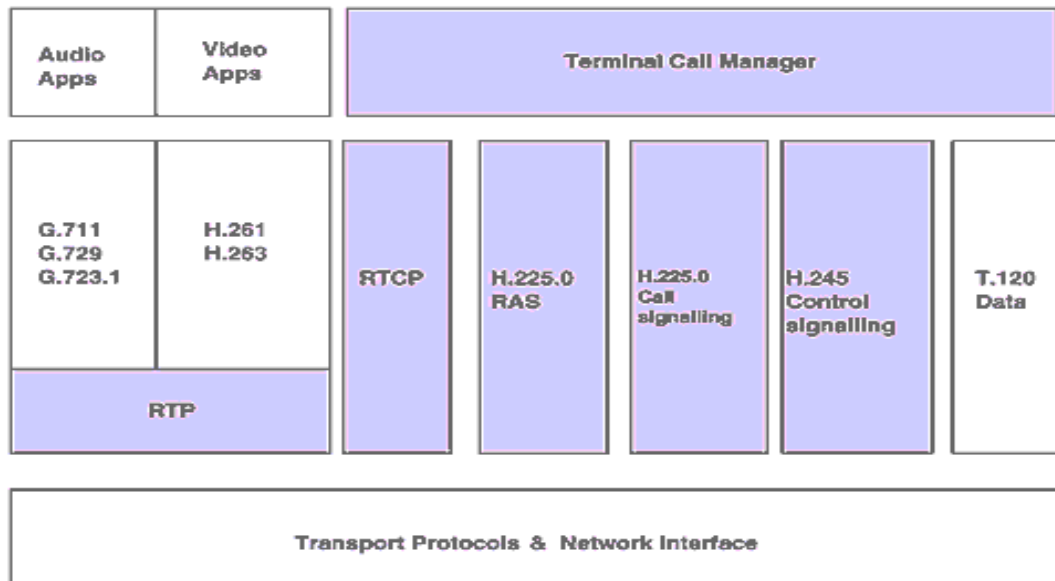 Audio
Apps
Video
Apps
Terminal Call Manager
G.711
G.729
G.723.1
H.261
H.263
RTP
RTCP
H.225.0
RAS
H.225.0
Call
signalling
H.245
Control
signalling
T.120
Data
Transport Protocols & Network Interface